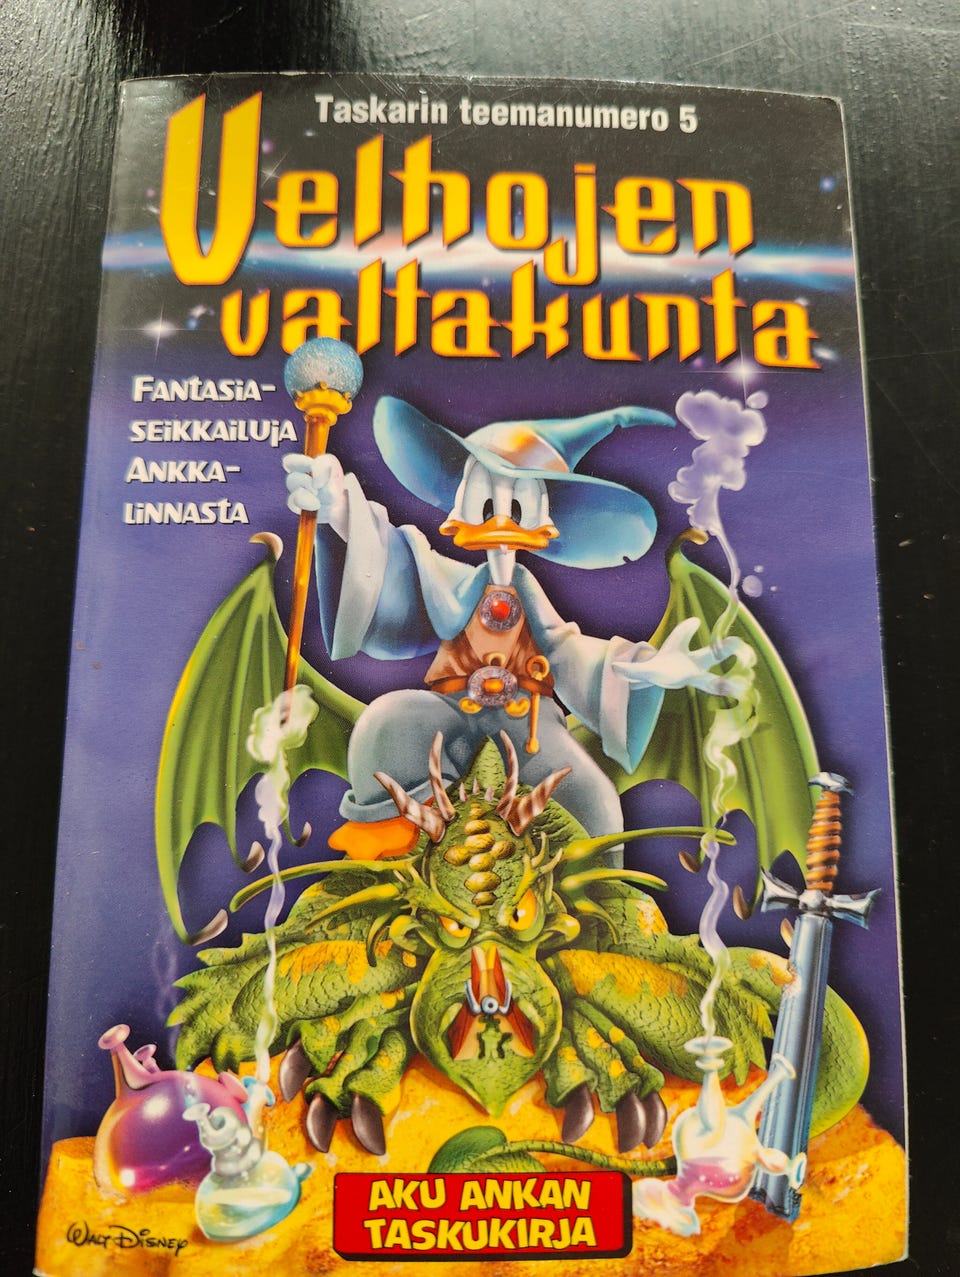 Taskarin teemanumero 5
Velhojen
valtakunta
FANTASIA-
SEIKKAILUJA
ANKKA-
LINNASTA
AKU ANKAN
TASKUKIRJA
WALT DISNEY